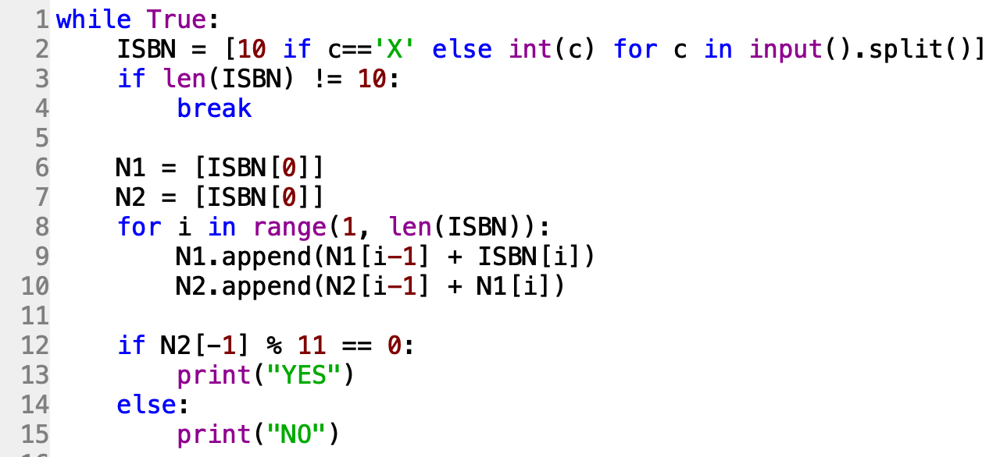 1 while True:
2     ISBN = [10 if c=='X' else int(c) for c in input().split()]
3     if len(ISBN) != 10:
4         break
5
6     N1 = [ISBN[0]]
7     N2 = [ISBN[0]]
8     for i in range(1, len(ISBN)):
9         N1.append(N1[i-1] + ISBN[i])
10         N2.append(N2[i-1] + N1[i])
11
12     if N2[-1] % 11 == 0:
13         print("YES")
14     else:
15         print("NO")